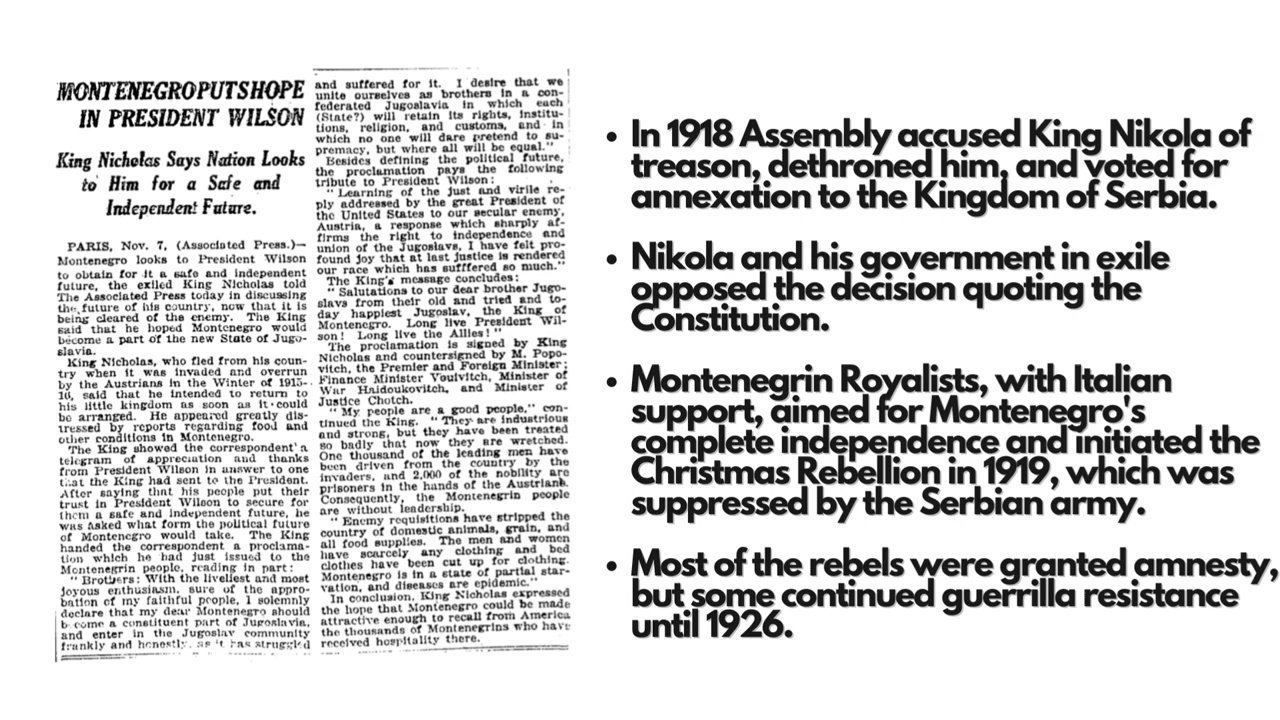 MONTENEGRO PUTS HOPE
IN PRESIDENT WILSON
King Nicholas Says Nation Looks
to Him for a Safe and
Independent Future.
PARIS, Nov. 7, (Associated Press.)—
Montenegro looks to President Wilson
to obtain for it a safe and independent
future, the exiled King Nicholas told
The Associated Press today in discussing
the future of his country, now that it is
being cleared of the enemy. The King
said that he hoped Montenegro would
become a part of the new State of Jugo-
slavia.
King Nicholas, who fled from his coun-
try when it was invaded and overrun
by the Austrians in the Winter of 1915-
16, said that he intended to return to
his little kingdom as soon as it could
be arranged. He appeared greatly dis-
tressed by reports regarding food and
other conditions in Montenegro.
The King showed the correspondent a
telegram of appreciation and thanks
from President Wilson in answer to one
that the King had sent to the President.
After saying that his people put their
trust in President Wilson to secure for
them a safe and independent future, he
was asked what form the political future
of Montenegro would take. The King
handed the correspondent a proclama-
tion which he had just issued to the
Montenegrin people, reading in part:
"Brothers: With the liveliest and most
joyous enthusiasm, sure of the appro-
bation of my faithful people, I solemnly
declare that my dear Montenegro should
become a constituent part of Jugoslavia,
and enter in the Jugoslav community
frankly and honestly, as it has struggled
and suffered for it. I desire that we
unite ourselves as brothers in a con-
federated Jugoslavia in which each
(State?) will retain its rights, institu-
tions, religion, and customs, and in
which no one will dare pretend to su-
premacy, but where all will be equal."
Besides defining the political future,
the proclamation pays the following
tribute to President Wilson:
"Learning of the just and virile re-
ply addressed by the great President of
the United States to our secular enemy,
Austria, a response which sharply af-
firms the right to independence and
union of the Jugoslavs, I have felt pro-
found joy that at last justice is rendered
our race which has sufffered so much."
The King's message concludes:
"Salutations to our dear brother Jugo-
slavs from their old and tried and to-
day happiest Jugoslav, the King of
Montenegro. Long live President Wil-
son! Long live the Allies!"
The proclamation is signed by King
Nicholas and countersigned by M. Popo-
vitch, the Premier and Foreign Minister;
Finance Minister Vouivitch, Minister of
War Haidoukovitch, and Minister of
Justice Chotch.
"My people are a good people," con-
tinued the King. "They are industrious
and strong, but they have been treated
so badly that now they are wretched.
One thousand of the leading men have
been driven from the country by the
invaders, and 2,000 of the nobility are
prisoners in the hands of the Austrians.
Consequently, the Montenegrin people
are without leadership.
"Enemy requisitions have stripped the
country of domestic animals, grain, and
all food supplies. The men and women
have scarcely any clothing and bed
clothes have been cut up for clothing.
Montenegro is in a state of partial star-
vation, and diseases are epidemic."
In conclusion, King Nicholas expressed
the hope that Montenegro could be made
attractive enough to recall from America
the thousands of Montenegrins who have
received hospitality there.
• In 1918 Assembly accused King Nikola of
treason, dethroned him, and voted for
annexation to the Kingdom of Serbia.
• Nikola and his government in exile
opposed the decision quoting the
Constitution.
• Montenegrin Royalists, with Italian
support, aimed for Montenegro's
complete independence and initiated the
Christmas Rebellion in 1919, which was
suppressed by the Serbian army.
• Most of the rebels were granted amnesty,
but some continued guerrilla resistance
until 1926.